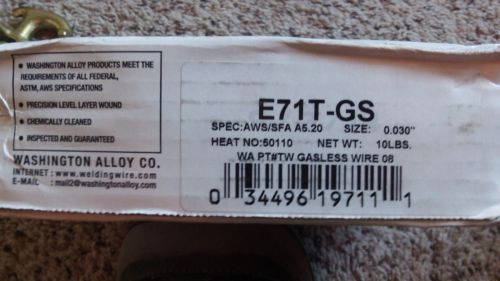 • WASHINGTON ALLOY PRODUCTS MEET THE
REQUIREMENTS OF ALL FEDERAL,
ASTM, AWS SPECIFICATIONS
• PRECISION LEVEL LAYER WOUND
• CHEMICALLY CLEANED
• INSPECTED AND GUARANTEED
WASHINGTON ALLOY CO.
INTERNET : www.weldingwire.com
E-MAIL : mail2@washingtonalloy.com
E71T-GS
SPEC:AWS/SFA A5.20 SIZE: 0.030"
HEAT NO:50110 NET WT: 10LBS.
WA PT#TW GASLESS WIRE 08
0 34496 19711 1